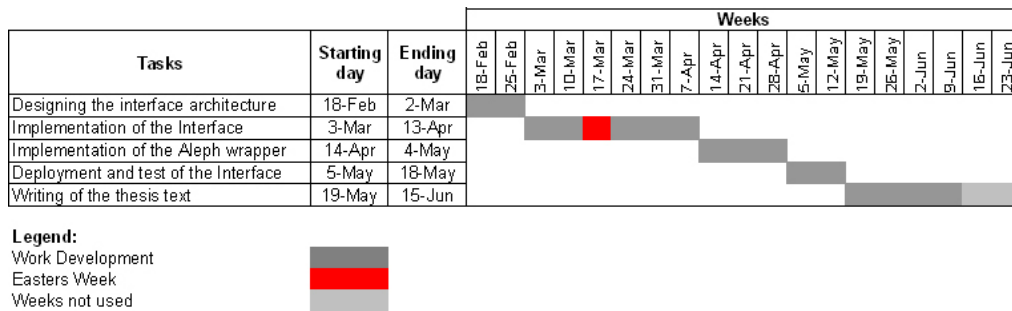 Weeks
Tasks Starting day Ending day 18-Feb 25-Feb 3-Mar 10-Mar 17-Mar 24-Mar 31-Mar 7-Apr 14-Apr 21-Apr 28-Apr 5-May 12-May 19-May 26-May 2-Jun 9-Jun 16-Jun 23-Jun
Designing the interface architecture 18-Feb 2-Mar
Implementation of the Interface 3-Mar 13-Apr
Implementation of the Aleph wrapper 14-Apr 4-May
Deployment and test of the Interface 5-May 18-May
Writing of the thesis text 19-May 15-Jun
Legend:
Work Development
Easters Week
Weeks not used